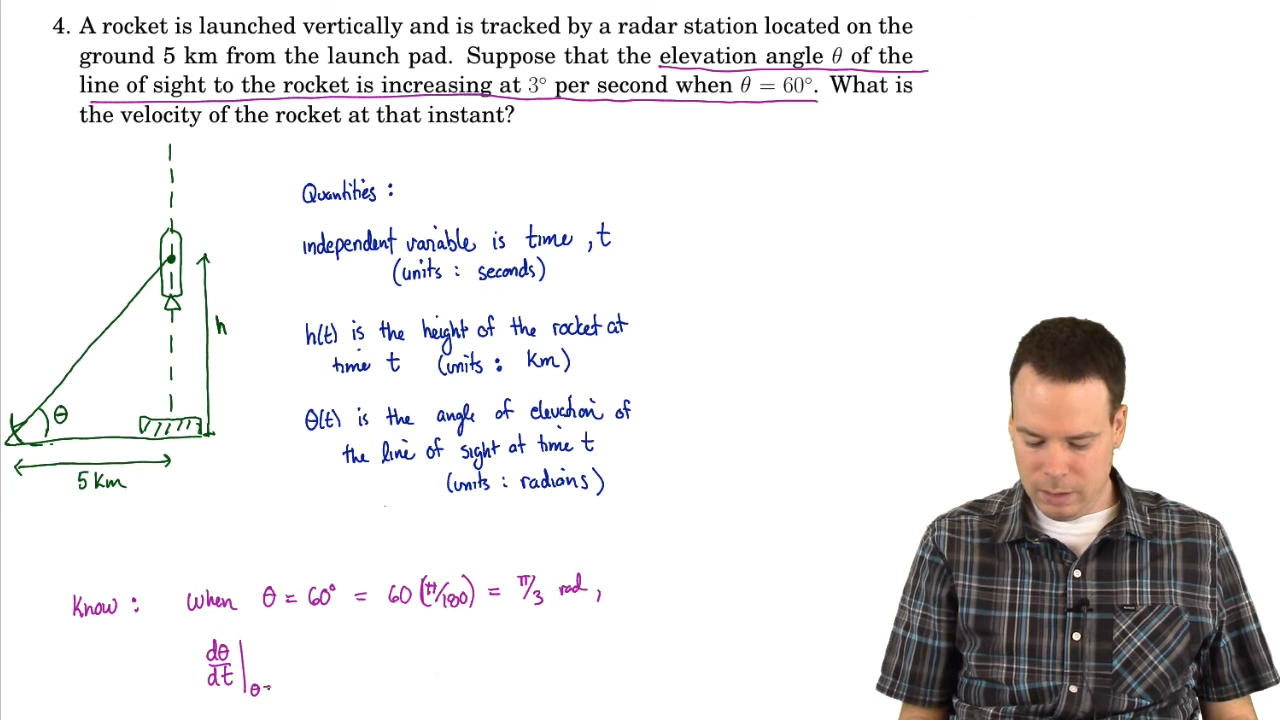 4. A rocket is launched vertically and is tracked by a radar station located on the
ground 5 km from the launch pad. Suppose that the elevation angle θ of the
line of sight to the rocket is increasing at 3° per second when θ = 60°. What is
the velocity of the rocket at that instant?
Quantities :
independent variable is time, t
(units : seconds)
h(t) is the height of the rocket at
time t (units : km)
θ(t) is the angle of elevation of
the line of sight at time t
(units : radians)
h
θ
5 km
Know : When θ = 60° = 60 (π/180) = π/3 rad,
dθ/dt |θ=